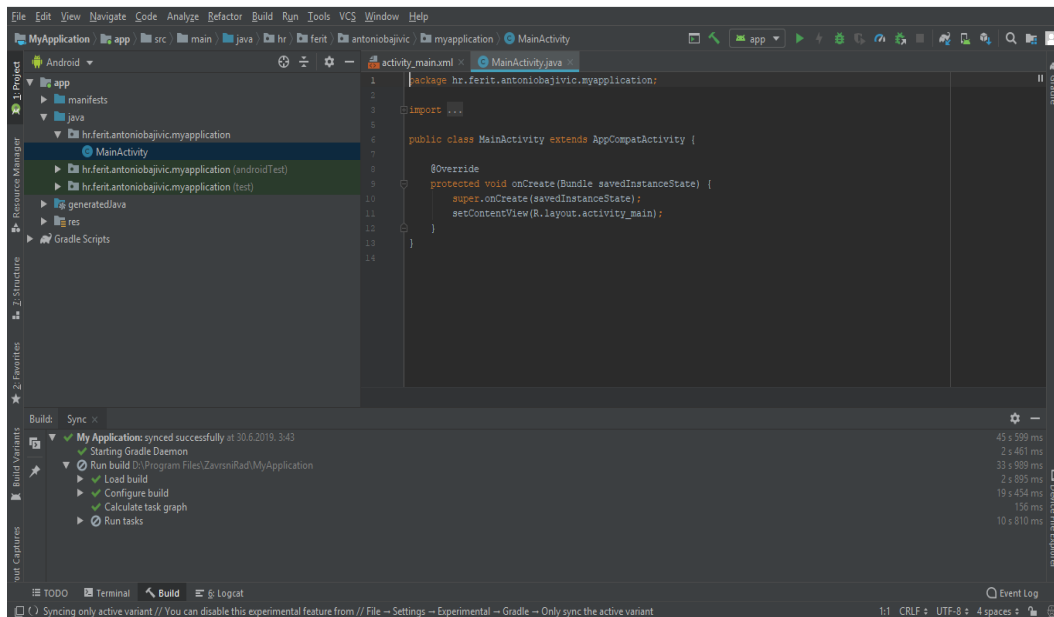 File Edit View Navigate Code Analyze Refactor Build Run Tools VCS Window Help
MyApplication app src main java hr ferit antoniobajivic myapplication MainActivity app
1: Project
Resource Manager
7: Structure
2: Favorites
Build Variants
out Captures
Android
app
manifests
java
hr.ferit.antoniobajivic.myapplication
MainActivity
hr.ferit.antoniobajivic.myapplication (androidTest)
hr.ferit.antoniobajivic.myapplication (test)
generatedJava
res
Gradle Scripts
activity_main.xml MainActivity.java
1 package hr.ferit.antoniobajivic.myapplication;
2
3 import ...
5
6 public class MainActivity extends AppCompatActivity {
7
8 @Override
9 protected void onCreate(Bundle savedInstanceState) {
10 super.onCreate(savedInstanceState);
11 setContentView(R.layout.activity_main);
12 }
13 }
14
Build: Sync
My Application: synced successfully at 30.6.2019. 3:43 45 s 599 ms
Starting Gradle Daemon 2 s 461 ms
Run build D:\Program Files\ZavrsniRad\MyApplication 33 s 989 ms
Load build 2 s 895 ms
Configure build 19 s 454 ms
Calculate task graph 156 ms
Run tasks 10 s 810 ms
TODO Terminal Build 6: Logcat Event Log
Syncing only active variant // You can disable this experimental feature from // File → Settings → Experimental → Gradle → Only sync the active variant 1:1 CRLF UTF-8 4 spaces